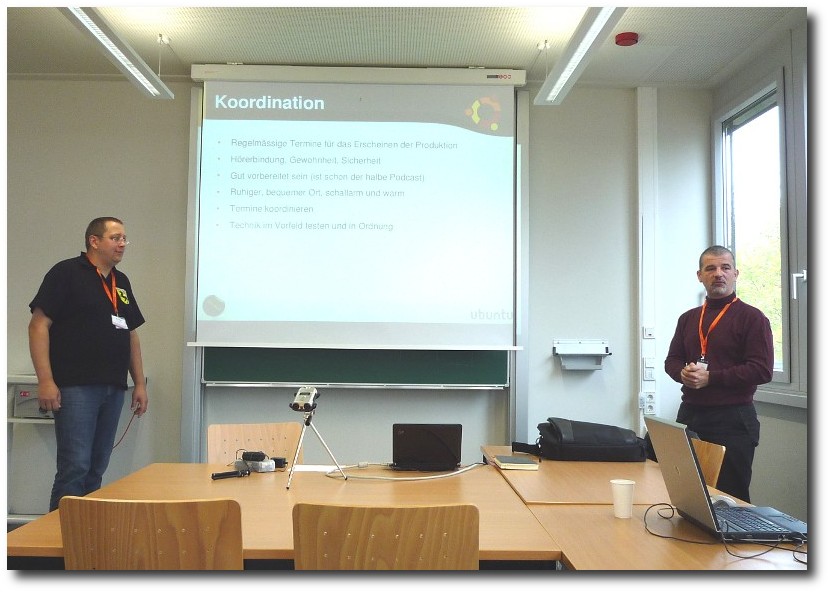 Koordination
Regelmässige Termine für das Erscheinen der Produktion
Hörerbindung, Gewohnheit, Sicherheit
Gut vorbereitet sein (ist schon der halbe Podcast)
Ruhiger, bequemer Ort, schallarm und warm
Termine koordinieren
Technik im Vorfeld testen und in Ordnung
ubuntu